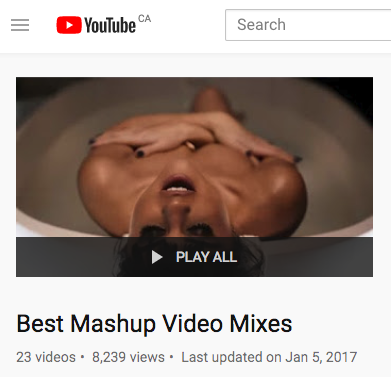 YouTube CA
Search
PLAY ALL
Best Mashup Video Mixes
23 videos • 8,239 views • Last updated on Jan 5, 2017